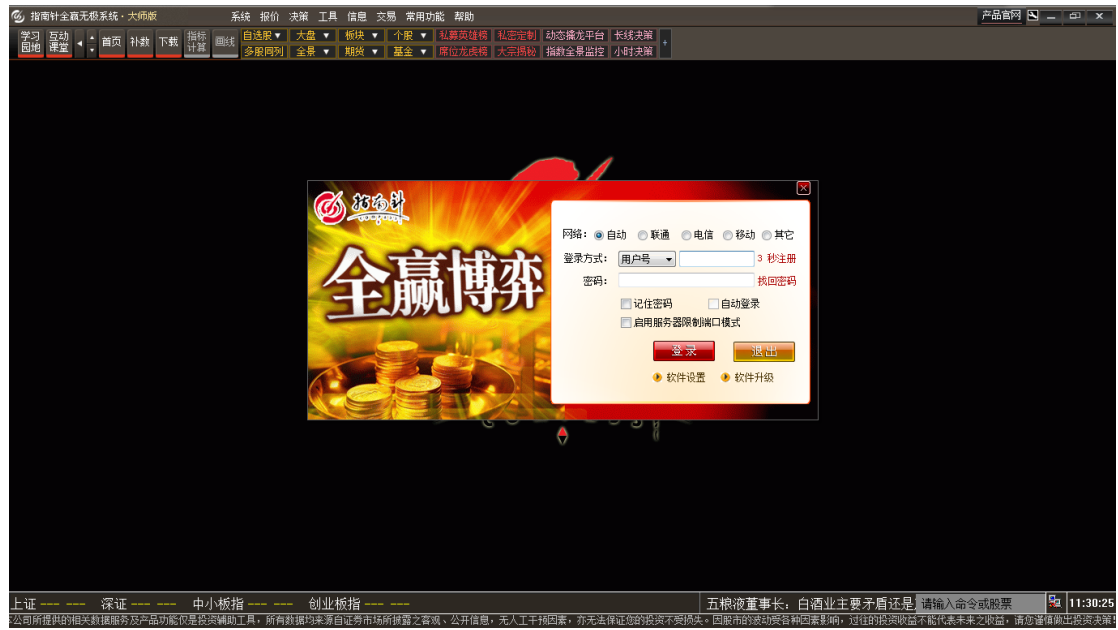 指南针全赢无极系统 · 大师版 系统 报价 决策 工具 信息 交易 常用功能 帮助 产品官网
学习园地 互动课堂 首页 补数 下载 指标计算 画线
自选股▼ 大盘▼ 板块▼ 个股▼ 私募英雄榜 私密定制 动态擒龙平台 长线决策
多股同列 全景▼ 期货▼ 基金▼ 席位龙虎榜 大宗揭秘 指数全景监控 小时决策
指南针
COMPASS
全赢博弈
网络: 自动 联通 电信 移动 其它
登录方式: 用户号 3 秒注册
密码: 找回密码
记住密码 自动登录
启用服务器限制端口模式
登录 退出
软件设置 软件升级
上证 --- --- 深证 --- --- 中小板指 --- --- 创业板指 --- --- 五粮液董事长: 白酒业主要矛盾还是 请输入命令或股票 11:30:25
公司所提供的相关数据服务及产品功能仅是投资辅助工具，所有数据均来源自证券市场所披露之客观、公开信息，无人工干预因素，亦无法保证您的投资不受损失。因股市的波动受各种因素影响，过往的投资收益不能代表未来之收益，请您谨慎做出投资决策